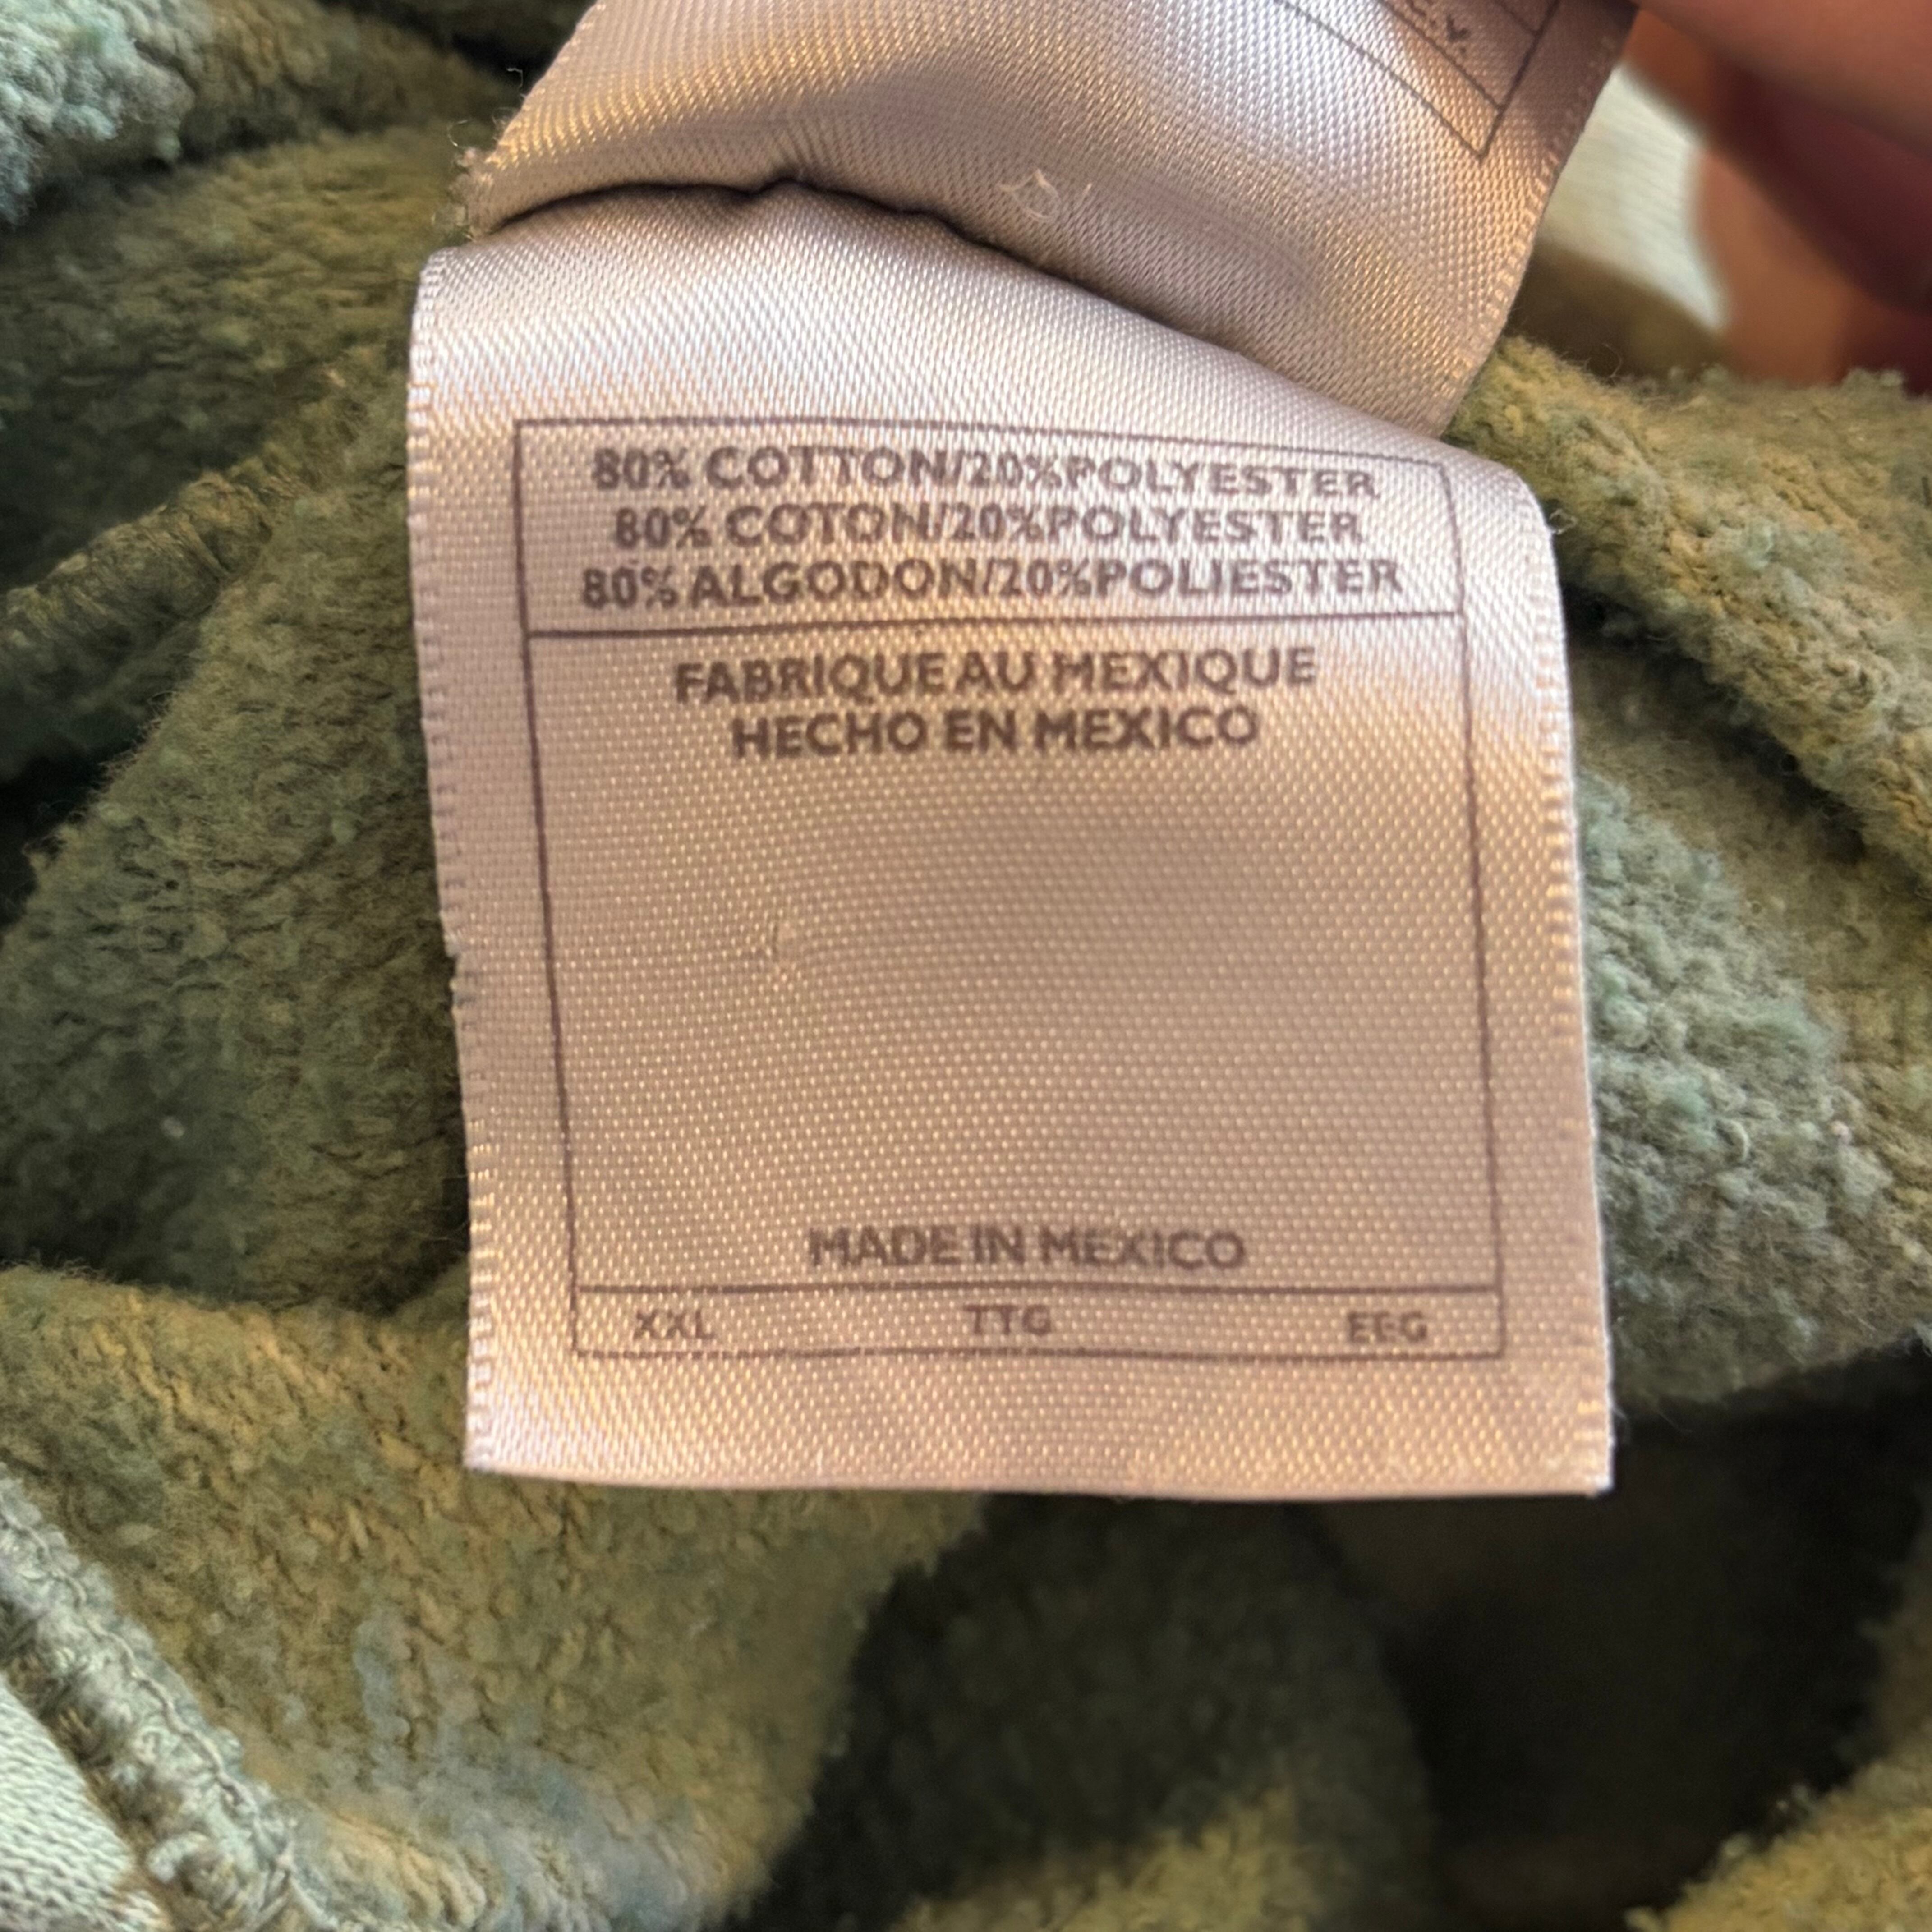 80% COTTON/20%POLYESTER
80% COTON/20%POLYESTER
80% ALGODON/20%POLIESTER
FABRIQUE AU MEXIQUE
HECHO EN MEXICO
MADE IN MEXICO
XXL TTG EEG